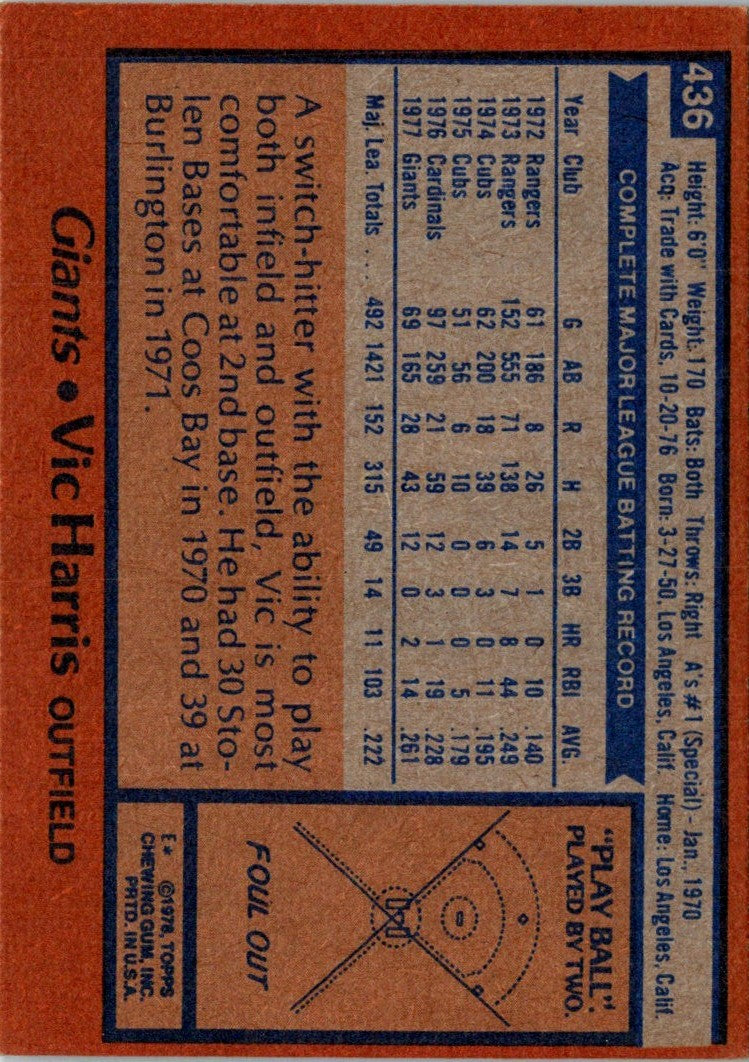 436
Height: 6'0" Weight: 170 Bats: Both Throws: Right A's #1 (Special) - Jan., 1970
Acq: Trade with Cards, 10-20-76 Born: 3-27-50, Los Angeles, Calif. Home: Los Angeles, Calif.
COMPLETE MAJOR LEAGUE BATTING RECORD
Year Club G AB R H 2B 3B HR RBI AVG.
1972 Rangers 61 186 8 26 5 1 0 10 .140
1973 Rangers 152 555 71 138 14 7 8 44 .249
1974 Cubs 62 200 18 39 6 3 0 11 .195
1975 Cubs 51 56 6 10 0 0 0 5 .179
1976 Cardinals 97 259 21 59 12 3 1 19 .228
1977 Giants 69 165 28 43 12 0 2 14 .261
Maj. Lea. Totals .... 492 1421 152 315 49 14 11 103 .222
A switch-hitter with the ability to play
both infield and outfield, Vic is most
comfortable at 2nd base. He had 30 Sto-
len Bases at Coos Bay in 1970 and 39 at
Burlington in 1971.
"PLAY BALL"
PLAYED BY TWO.
FOUL OUT
E* ©1978, TOPPS
CHEWING GUM, INC.
PRTD. IN U.S.A.
Giants • Vic Harris OUTFIELD